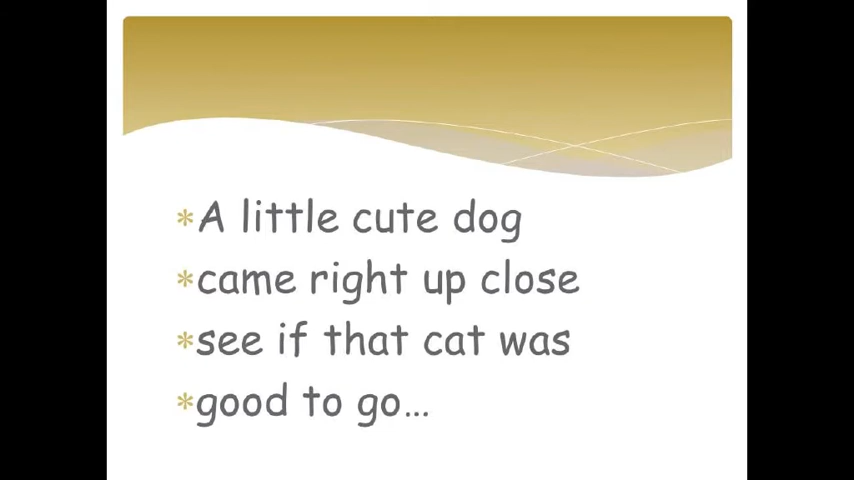 *A little cute dog
*came right up close
*see if that cat was
*good to go...